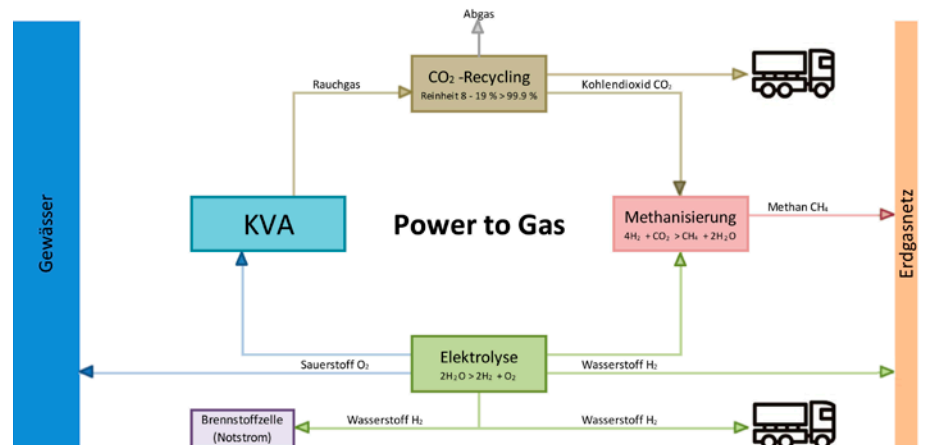 Abgas
CO₂ -Recycling
Reinheit 8 - 19 % > 99.9 %
Rauchgas
Kohlendioxid CO₂
Gewässer
KVA
Power to Gas
Methanisierung
4H₂ + CO₂ > CH₄ + 2H₂O
Methan CH₄
Erdgasnetz
Elektrolyse
2H₂O > 2H₂ + O₂
Sauerstoff O₂
Wasserstoff H₂
Brennstoffzelle
(Notstrom)
Wasserstoff H₂
Wasserstoff H₂